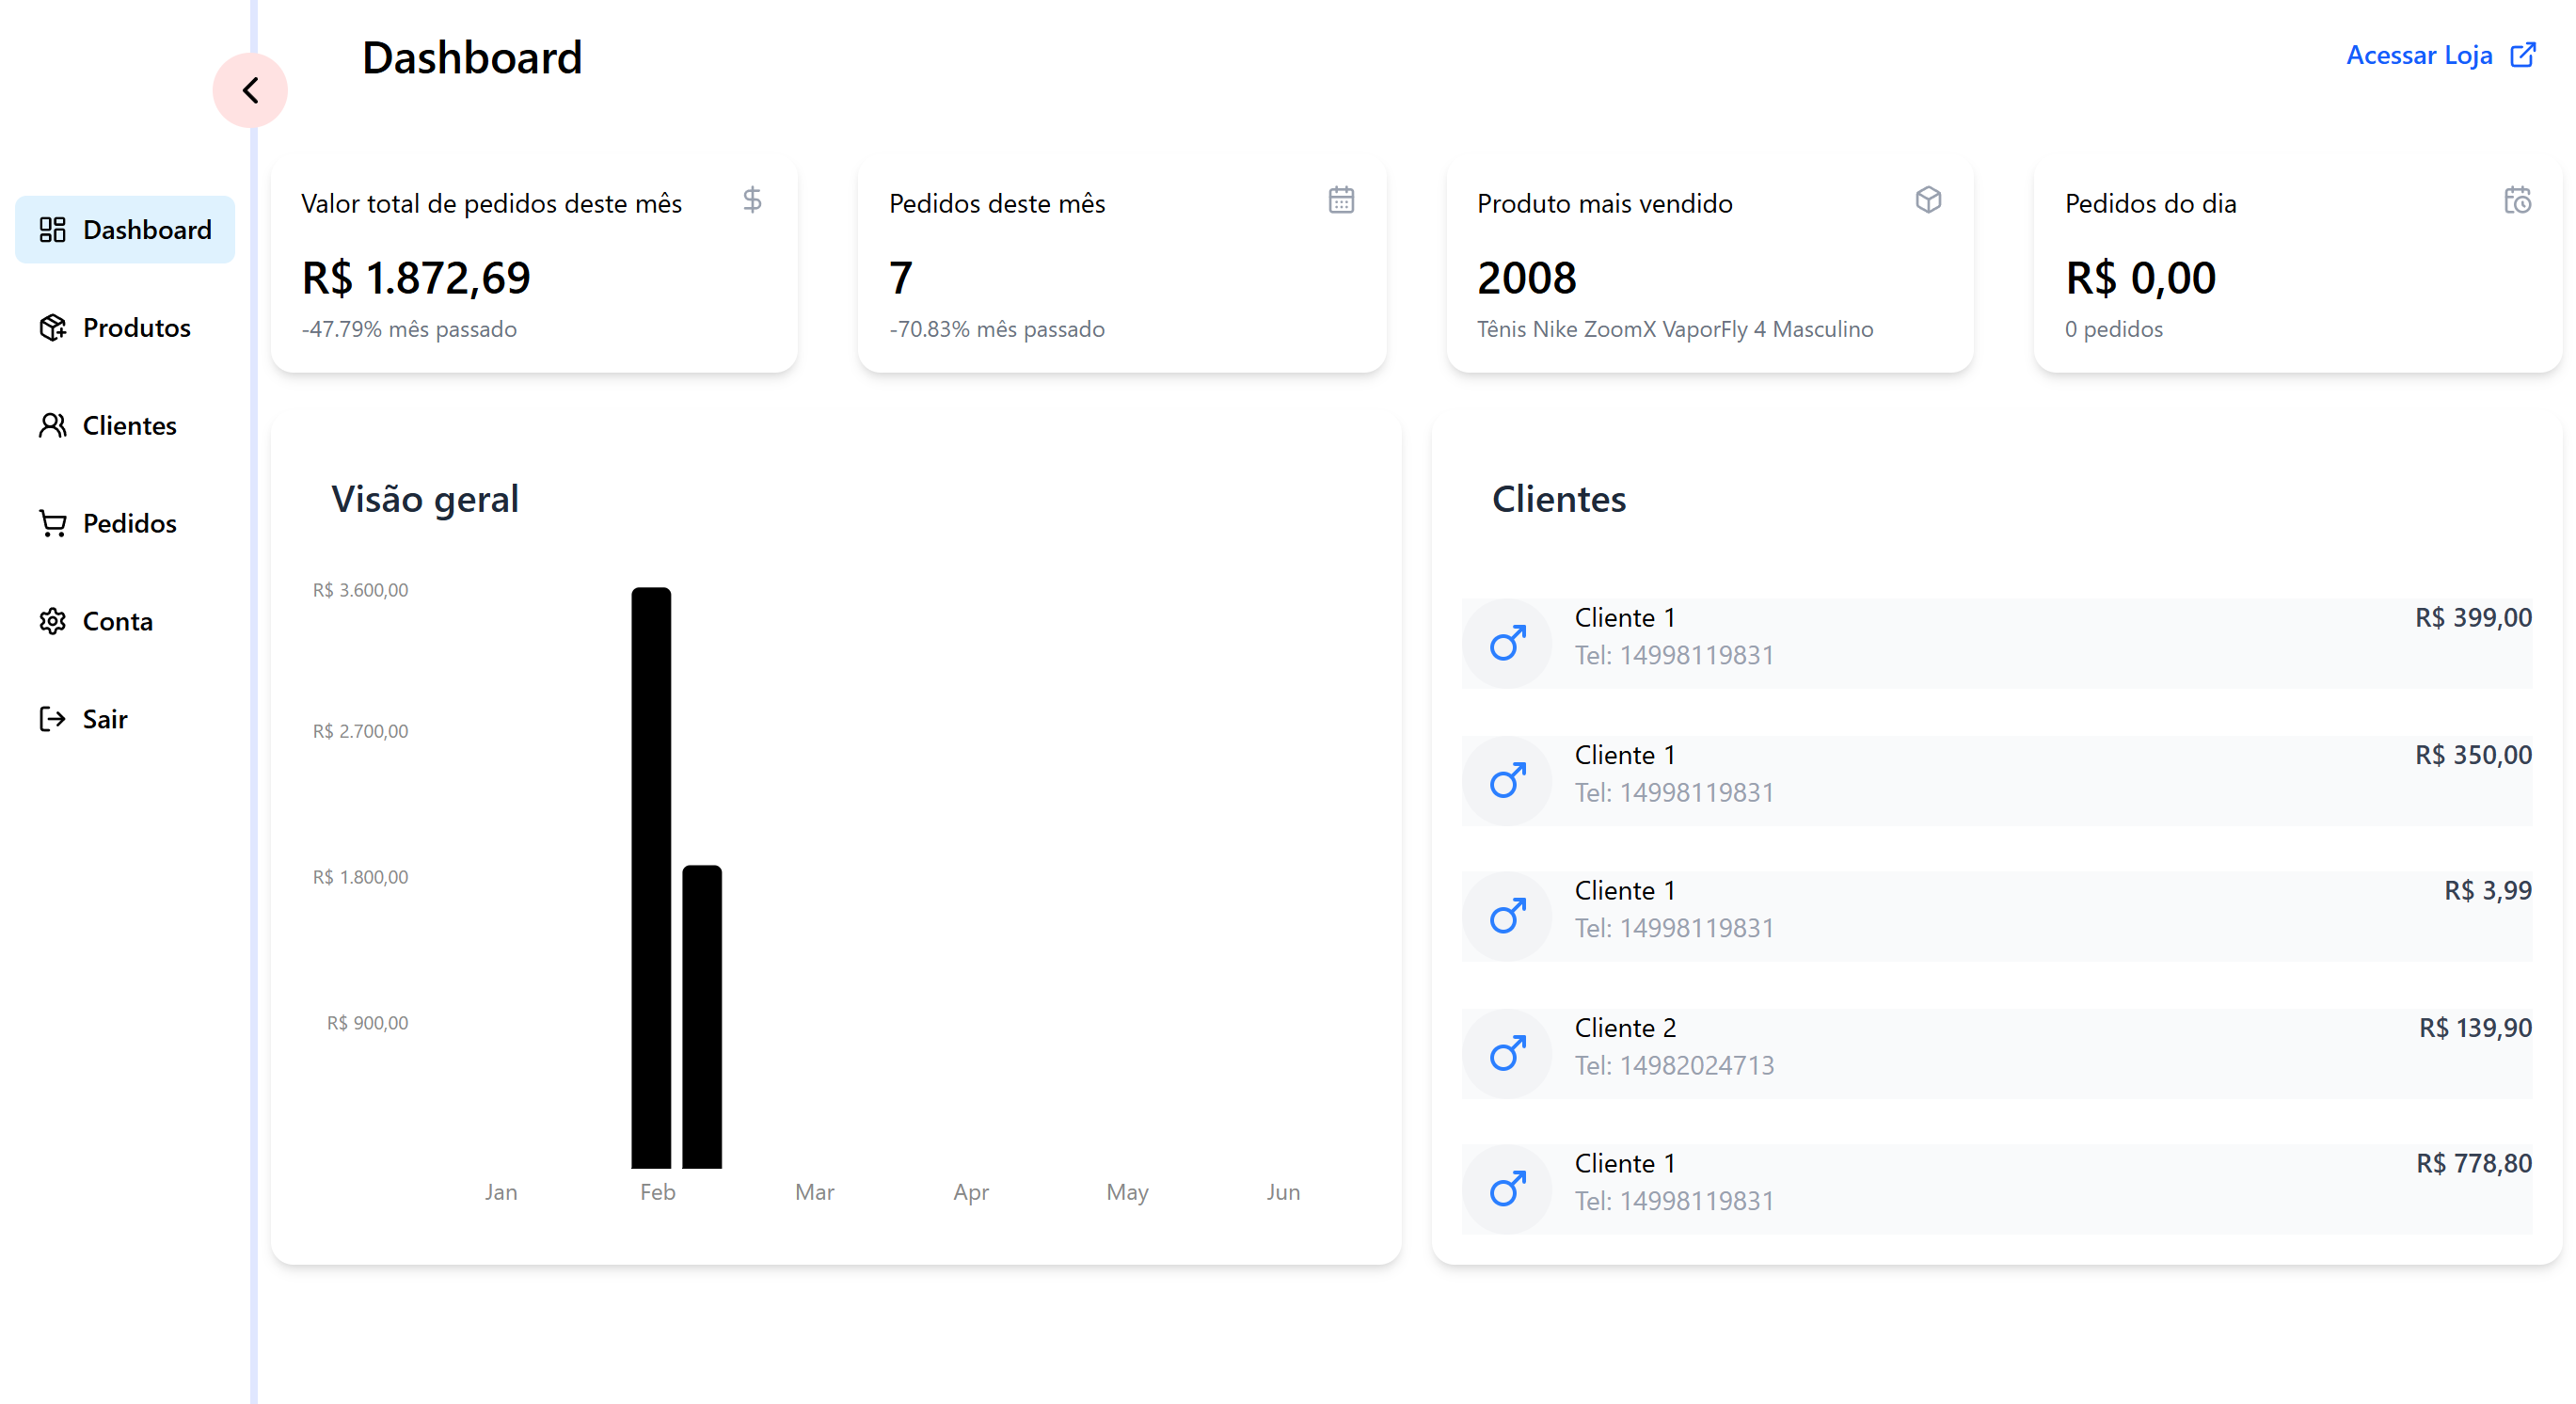 Dashboard
Acessar Loja
Dashboard
Produtos
Clientes
Pedidos
Conta
Sair
Valor total de pedidos deste mês
R$ 1.872,69
-47.79% mês passado
Pedidos deste mês
7
-70.83% mês passado
Produto mais vendido
2008
Tênis Nike ZoomX VaporFly 4 Masculino
Pedidos do dia
R$ 0,00
0 pedidos
Visão geral
R$ 3.600,00
R$ 2.700,00
R$ 1.800,00
R$ 900,00
Jan Feb Mar Apr May Jun
Clientes
Cliente 1 R$ 399,00
Tel: 14998119831
Cliente 1 R$ 350,00
Tel: 14998119831
Cliente 1 R$ 3,99
Tel: 14998119831
Cliente 2 R$ 139,90
Tel: 14982024713
Cliente 1 R$ 778,80
Tel: 14998119831